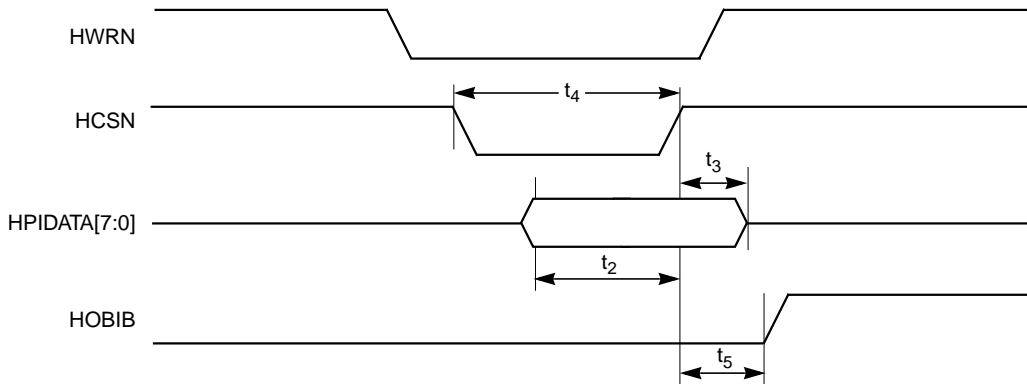 HWRN
t4
HCSN
t3
HPIDATA[7:0]
t2
HOBIB
t5